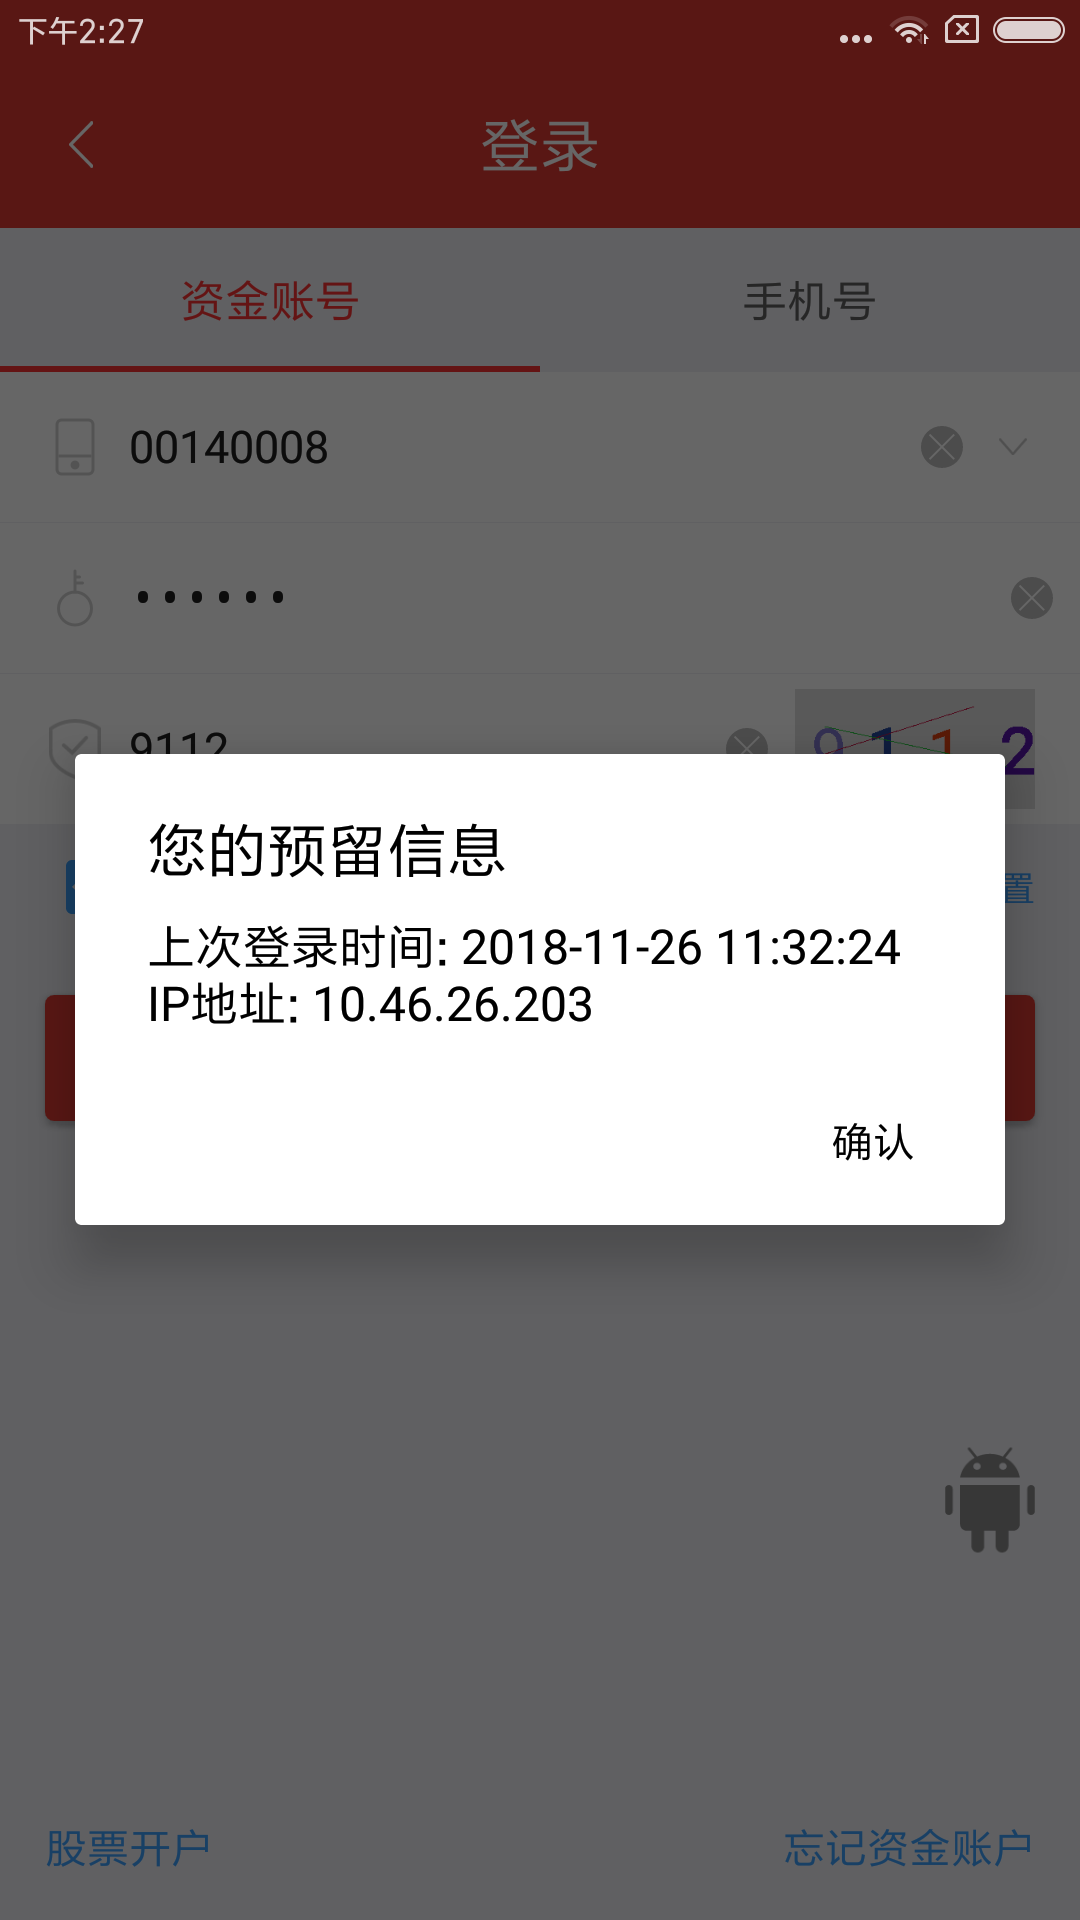 下午2:27
登录
资金账号
手机号
00140008
••••••
9112
9112
您的预留信息
上次登录时间: 2018-11-26 11:32:24
IP地址: 10.46.26.203
置
确认
股票开户
忘记资金账户